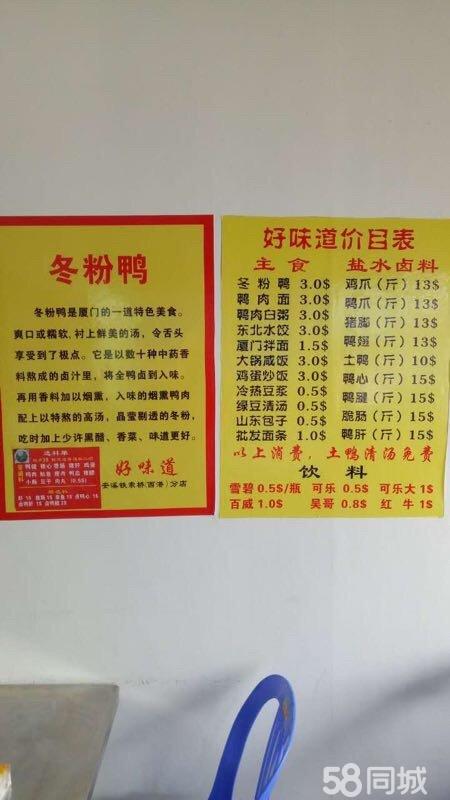 冬粉鸭
冬粉鸭是厦门的一道特色美食。
爽口或糯软,衬上鲜美的汤,令舌头
享受到了极点。它是以数十种中药香
料熬成的卤汁里,将全鸭卤到入味。
再用香料加以烟熏,入味的烟熏鸭肉
配上以特熬的高汤,晶莹剔透的冬粉,
吃时加上少许黑醋、香菜、味道更好。
选料单
好味道
安溪铁索桥(西港)分店
好味道价目表
主食 盐水卤料
冬粉鸭 3.0$ 鸡爪(斤)13$
鸭肉面 3.0$ 鸭爪(斤)13$
鸭肉白粥 3.0$ 猪脚(斤)13$
东北水饺 3.0$ 鸭翅(斤)13$
厦门拌面 1.5$ 土鸭(斤)10$
大锅咸饭 3.0$ 鸭心(斤)15$
鸡蛋炒饭 3.0$ 鸭腱(斤)15$
冷热豆浆 0.5$ 脆肠(斤)15$
绿豆清汤 0.5$ 鸭肝(斤)15$
山东包子 0.5$
批发面条 1.0$
以上消费,土鸭清汤免费
饮料
雪碧 0.5$/瓶 可乐 0.5$ 可乐大 1$
百威 1.0$ 吴哥 0.8$ 红牛 1$
58同城